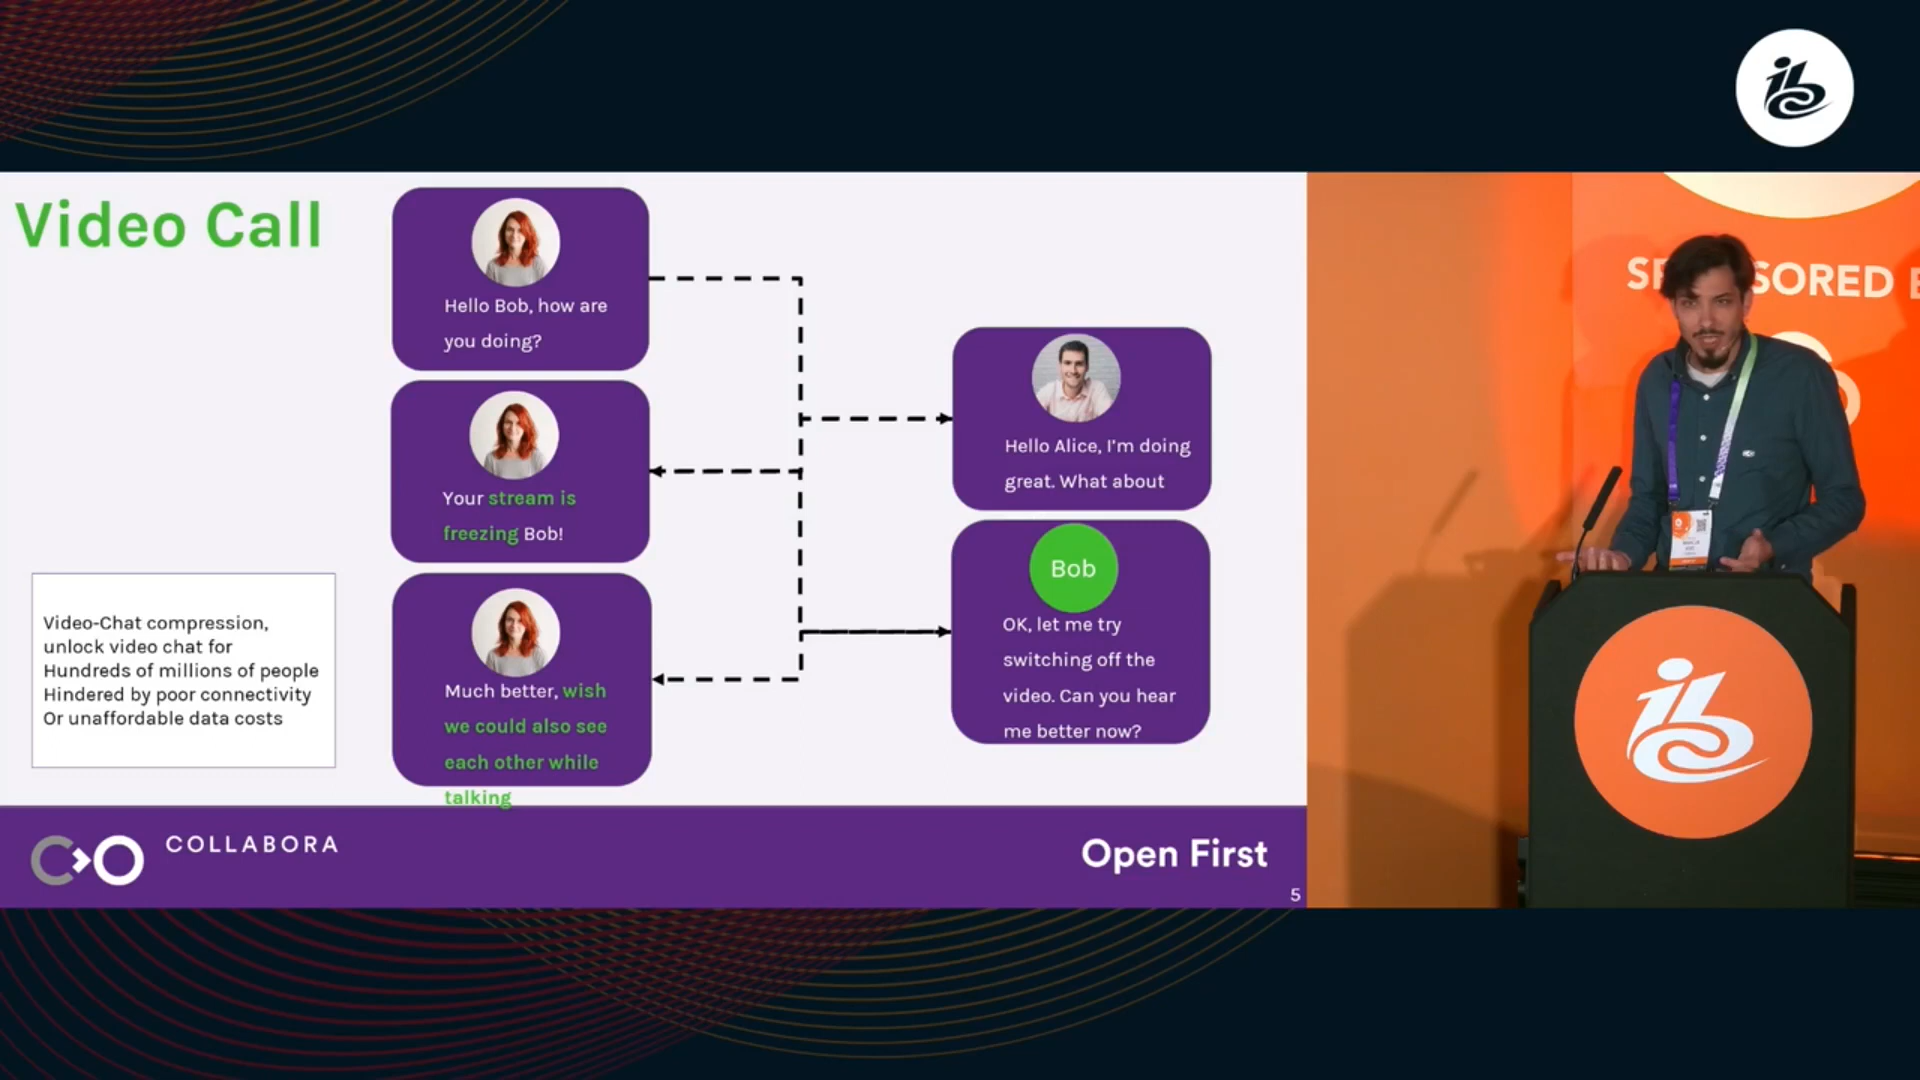 Video Call
Hello Bob, how are
you doing?
Hello Alice, I'm doing
great. What about
Your stream is
freezing Bob!
Bob
OK, let me try
switching off the
video. Can you hear
me better now?
Much better, wish
we could also see
each other while
talking
Video-Chat compression,
unlock video chat for
Hundreds of millions of people
Hindered by poor connectivity
Or unaffordable data costs
COLLABORA
Open First
5